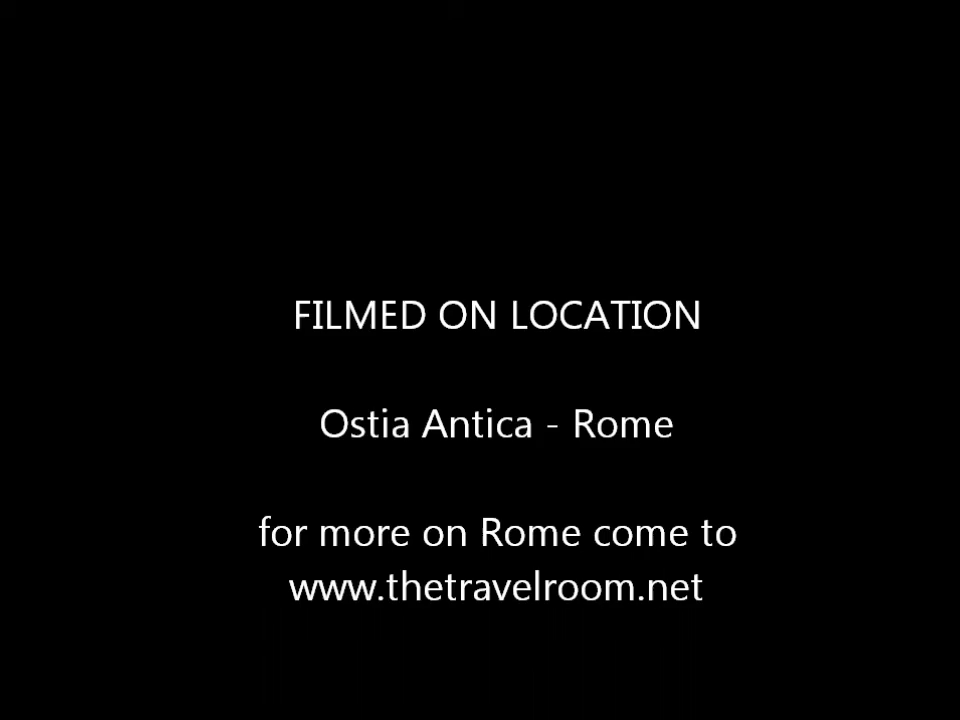 FILMED ON LOCATION
Ostia Antica - Rome
for more on Rome come to
www.thetravelroom.net